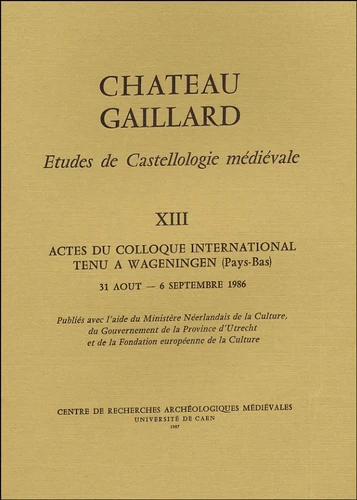 CHATEAU
GAILLARD
Etudes de Castellologie médiévale
XIII
ACTES DU COLLOQUE INTERNATIONAL
TENU A WAGENINGEN (Pays-Bas)
31 AOUT — 6 SEPTEMBRE 1986
Publiés avec l'aide du Ministère Néerlandais de la Culture,
du Gouvernement de la Province d'Utrecht
et de la Fondation européenne de la Culture
CENTRE DE RECHERCHES ARCHÉOLOGIQUES MÉDIÉVALES
UNIVERSITÉ DE CAEN
1987